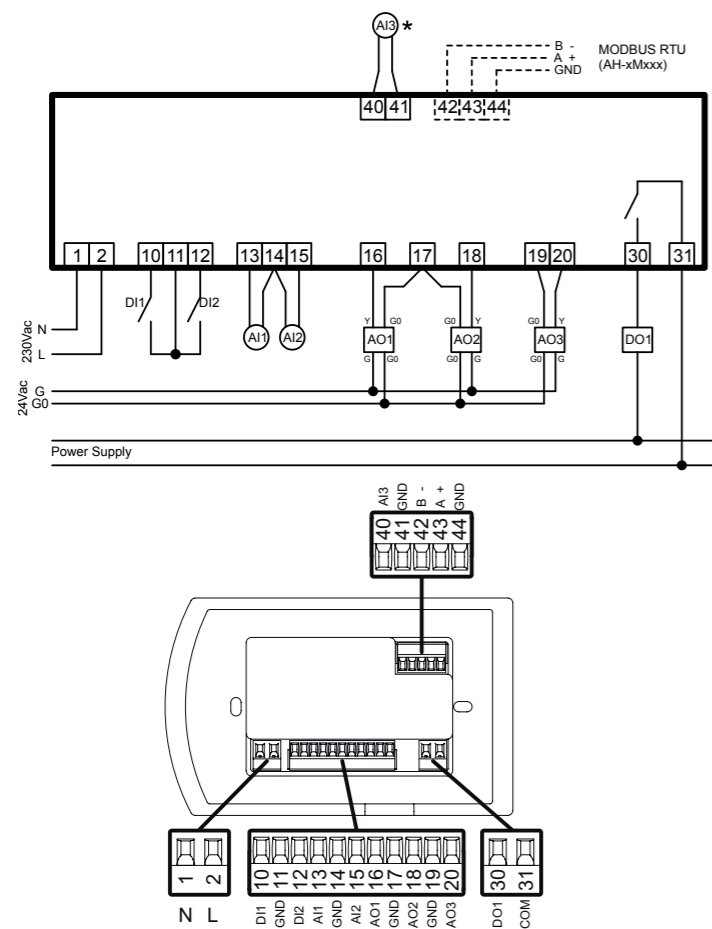 AI3 *
B -
A +
GND
MODBUS RTU
(AH-xMxxx)
40 41 42 43 44
1 2 10 11 12 13 14 15 16 17 18 19 20 30 31
DI1 DI2
AI1 AI2
230Vac
N
L
Y G0 G0 Y G0 Y
AO1 AO2 AO3 DO1
G G0 G0 G G0 G
24Vac
G
G0
Power Supply
AI3 GND B - A + GND
40 41 42 43 44
1 2
N L
10 11 12 13 14 15 16 17 18 19 20
DI1 GND DI2 AI1 GND AI2 AO1 GND AO2 GND AO3
30 31
DO1 COM